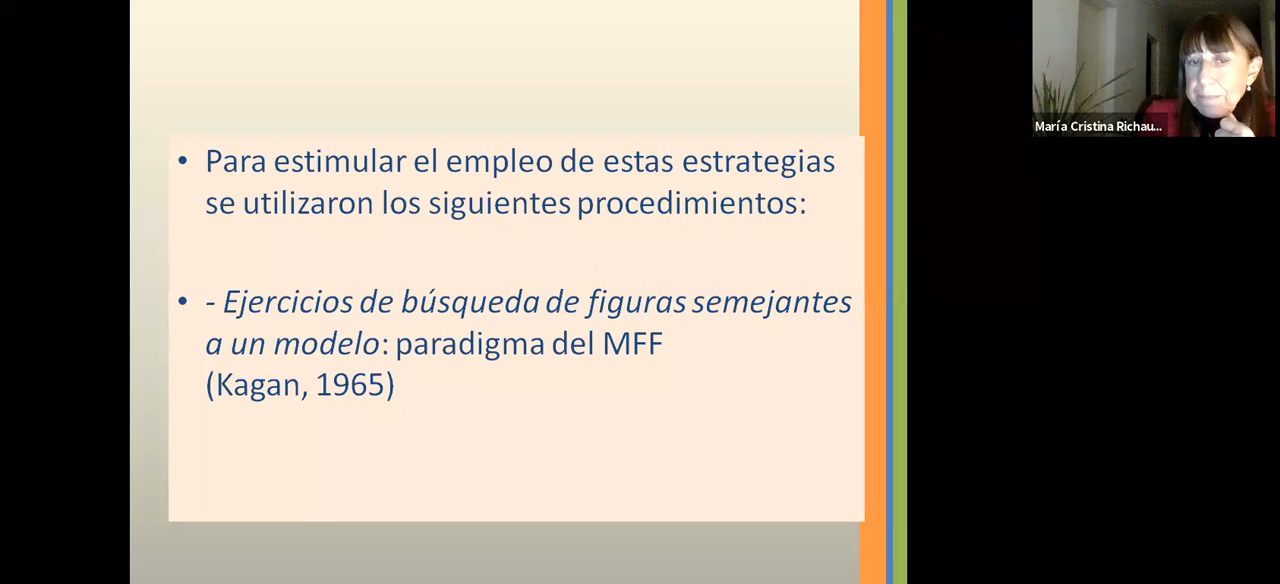 • Para estimular el empleo de estas estrategias
se utilizaron los siguientes procedimientos:
• - Ejercicios de búsqueda de figuras semejantes
a un modelo: paradigma del MFF
(Kagan, 1965)
María Cristina Richau...